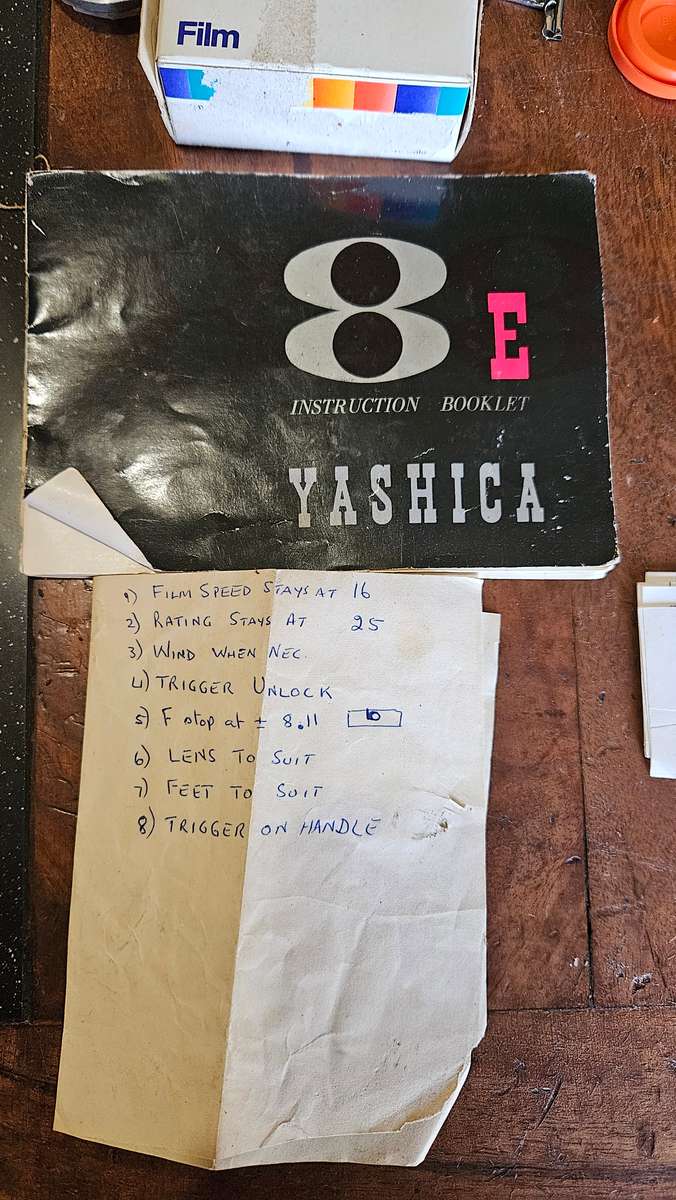 Film
8
E
INSTRUCTION BOOKLET
YASHICA
1) FILM SPEED STAYS AT 16
2) RATING STAYS AT 25
3) WIND WHEN NEC.
4) TRIGGER UNLOCK
5) F stop at ± 8.11
6) LENS TO SUIT
7) FEET TO SUIT
8) TRIGGER ON HANDLE